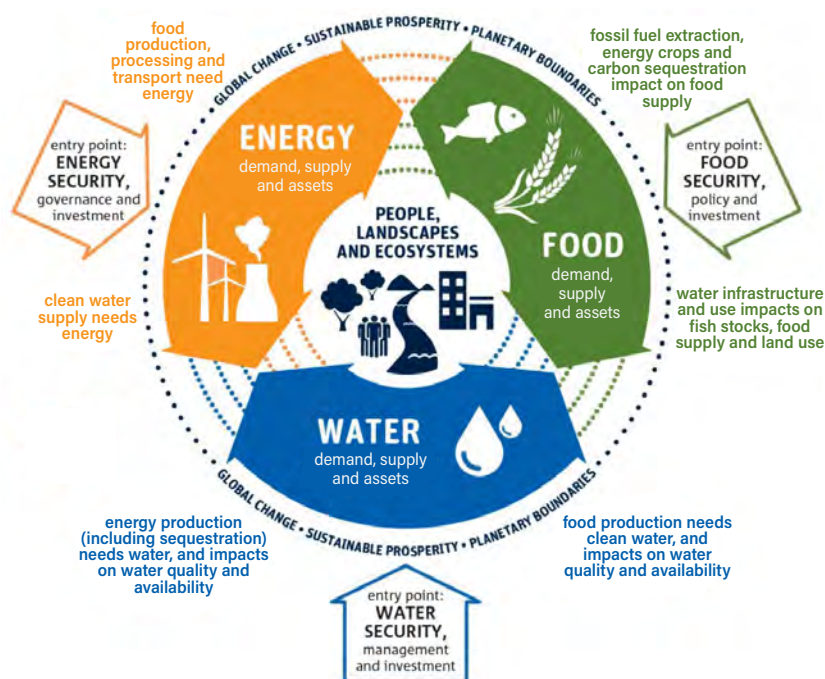 GLOBAL CHANGE • SUSTAINABLE PROSPERITY • PLANETARY BOUNDARIES
food
production,
processing and
transport need
energy
fossil fuel extraction,
energy crops and
carbon sequestration
impact on food
supply
entry point:
ENERGY
SECURITY,
governance and
investment
ENERGY
demand, supply
and assets
entry point:
FOOD
SECURITY,
policy and
investment
PEOPLE,
LANDSCAPES
AND ECOSYSTEMS
FOOD
demand,
supply
and assets
clean water
supply needs
energy
water infrastructure
and use impacts on
fish stocks, food
supply and land use
WATER
demand, supply
and assets
GLOBAL CHANGE • SUSTAINABLE PROSPERITY • PLANETARY BOUNDARIES
energy production
(including sequestration)
needs water, and impacts
on water quality and
availability
food production needs
clean water, and
impacts on water
quality and availability
entry point:
WATER
SECURITY,
management
and investment